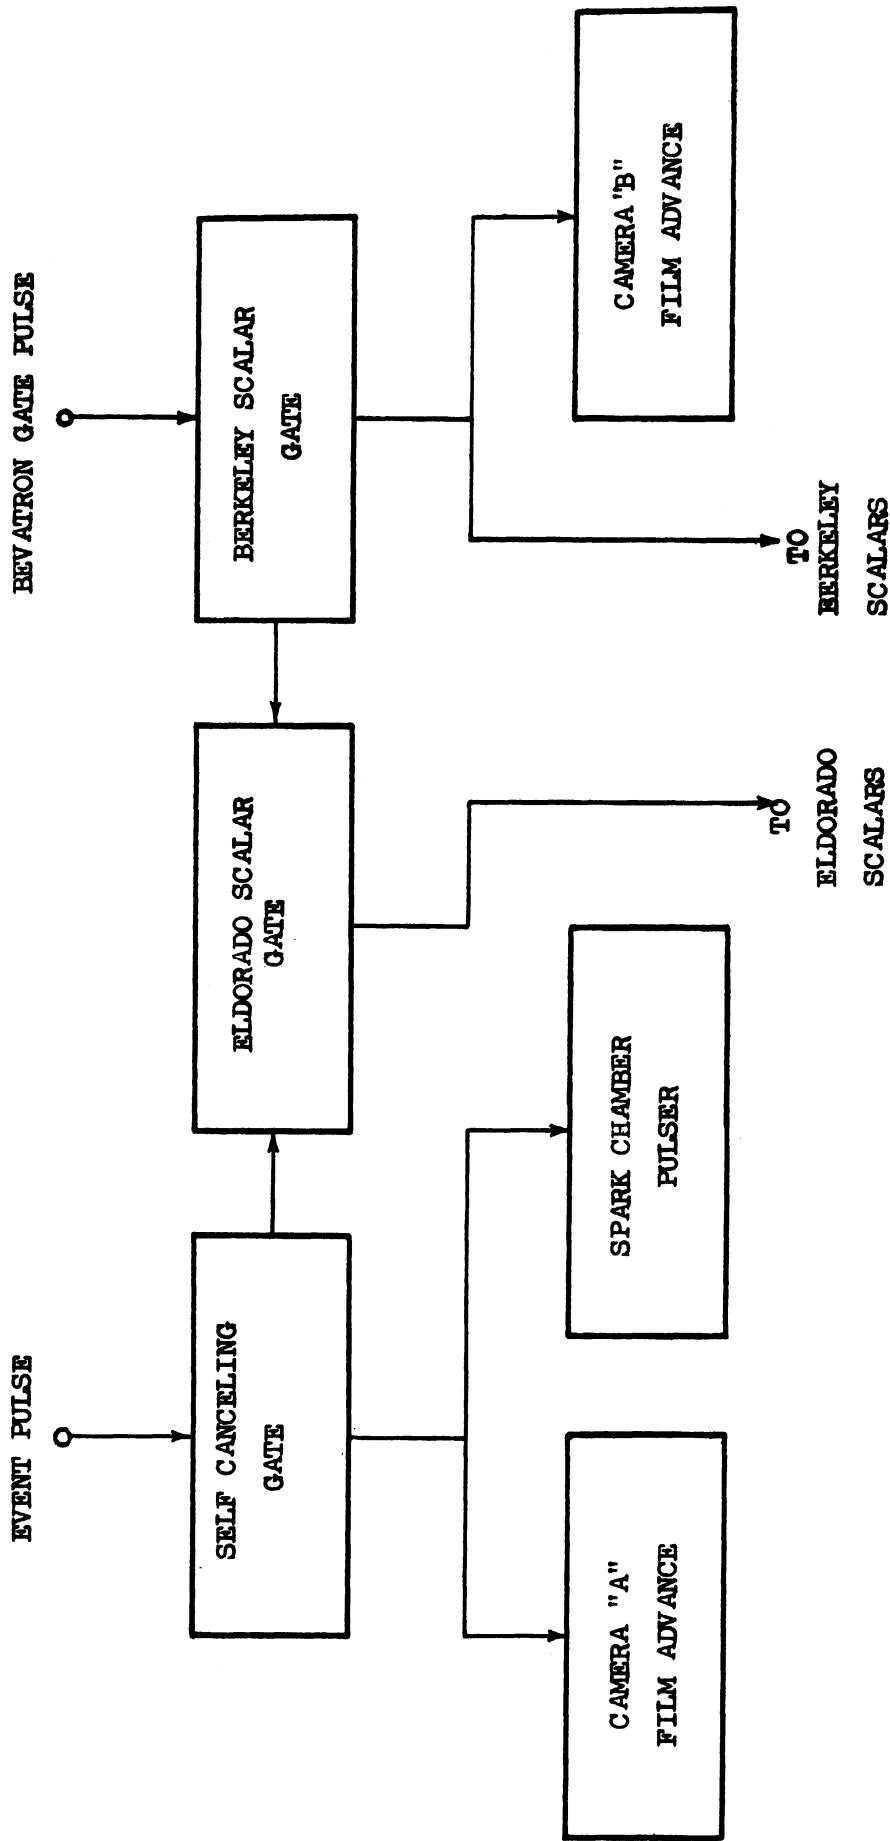 EVENT PULSE
BEVATRON GATE PULSE
SELF CANCELING
GATE
ELDORADO SCALAR
GATE
BERKELEY SCALAR
GATE
CAMERA "A"
FILM ADVANCE
SPARK CHAMBER
PULSER
TO
ELDORADO
SCALARS
TO
BERKELEY
SCALARS
CAMERA "B"
FILM ADVANCE